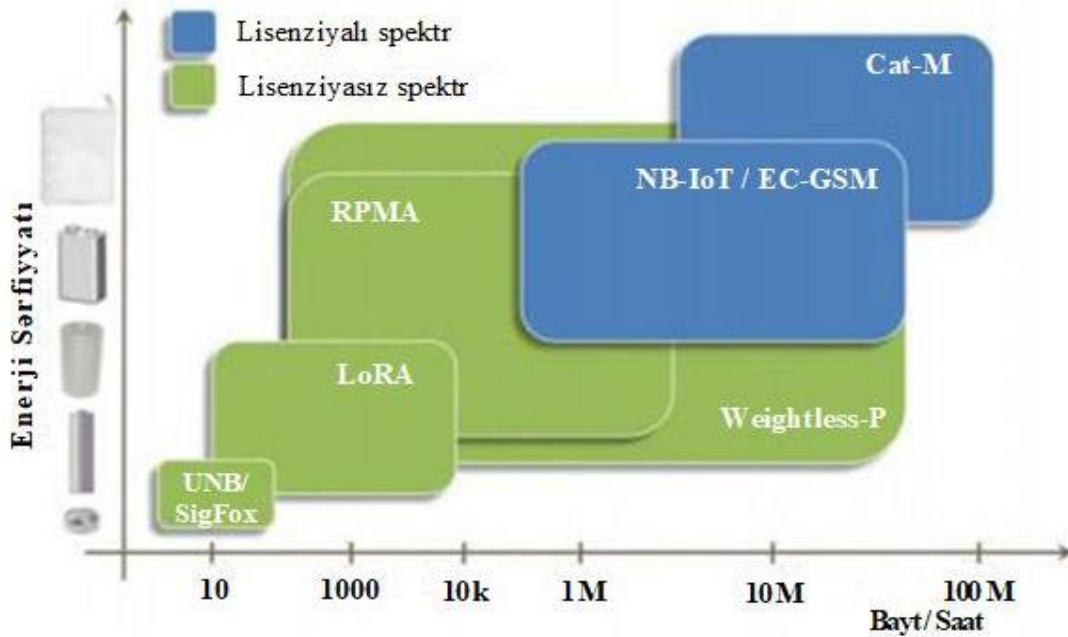 Lisenziyalı spektr
Lisenziyasız spektr
Cat-M
NB-IoT / EC-GSM
RPMA
LoRA
Weightless-P
UNB/
SigFox
Enerji Sərfiyyatı
10 1000 10k 1M 10M 100M
Bayt/Saat